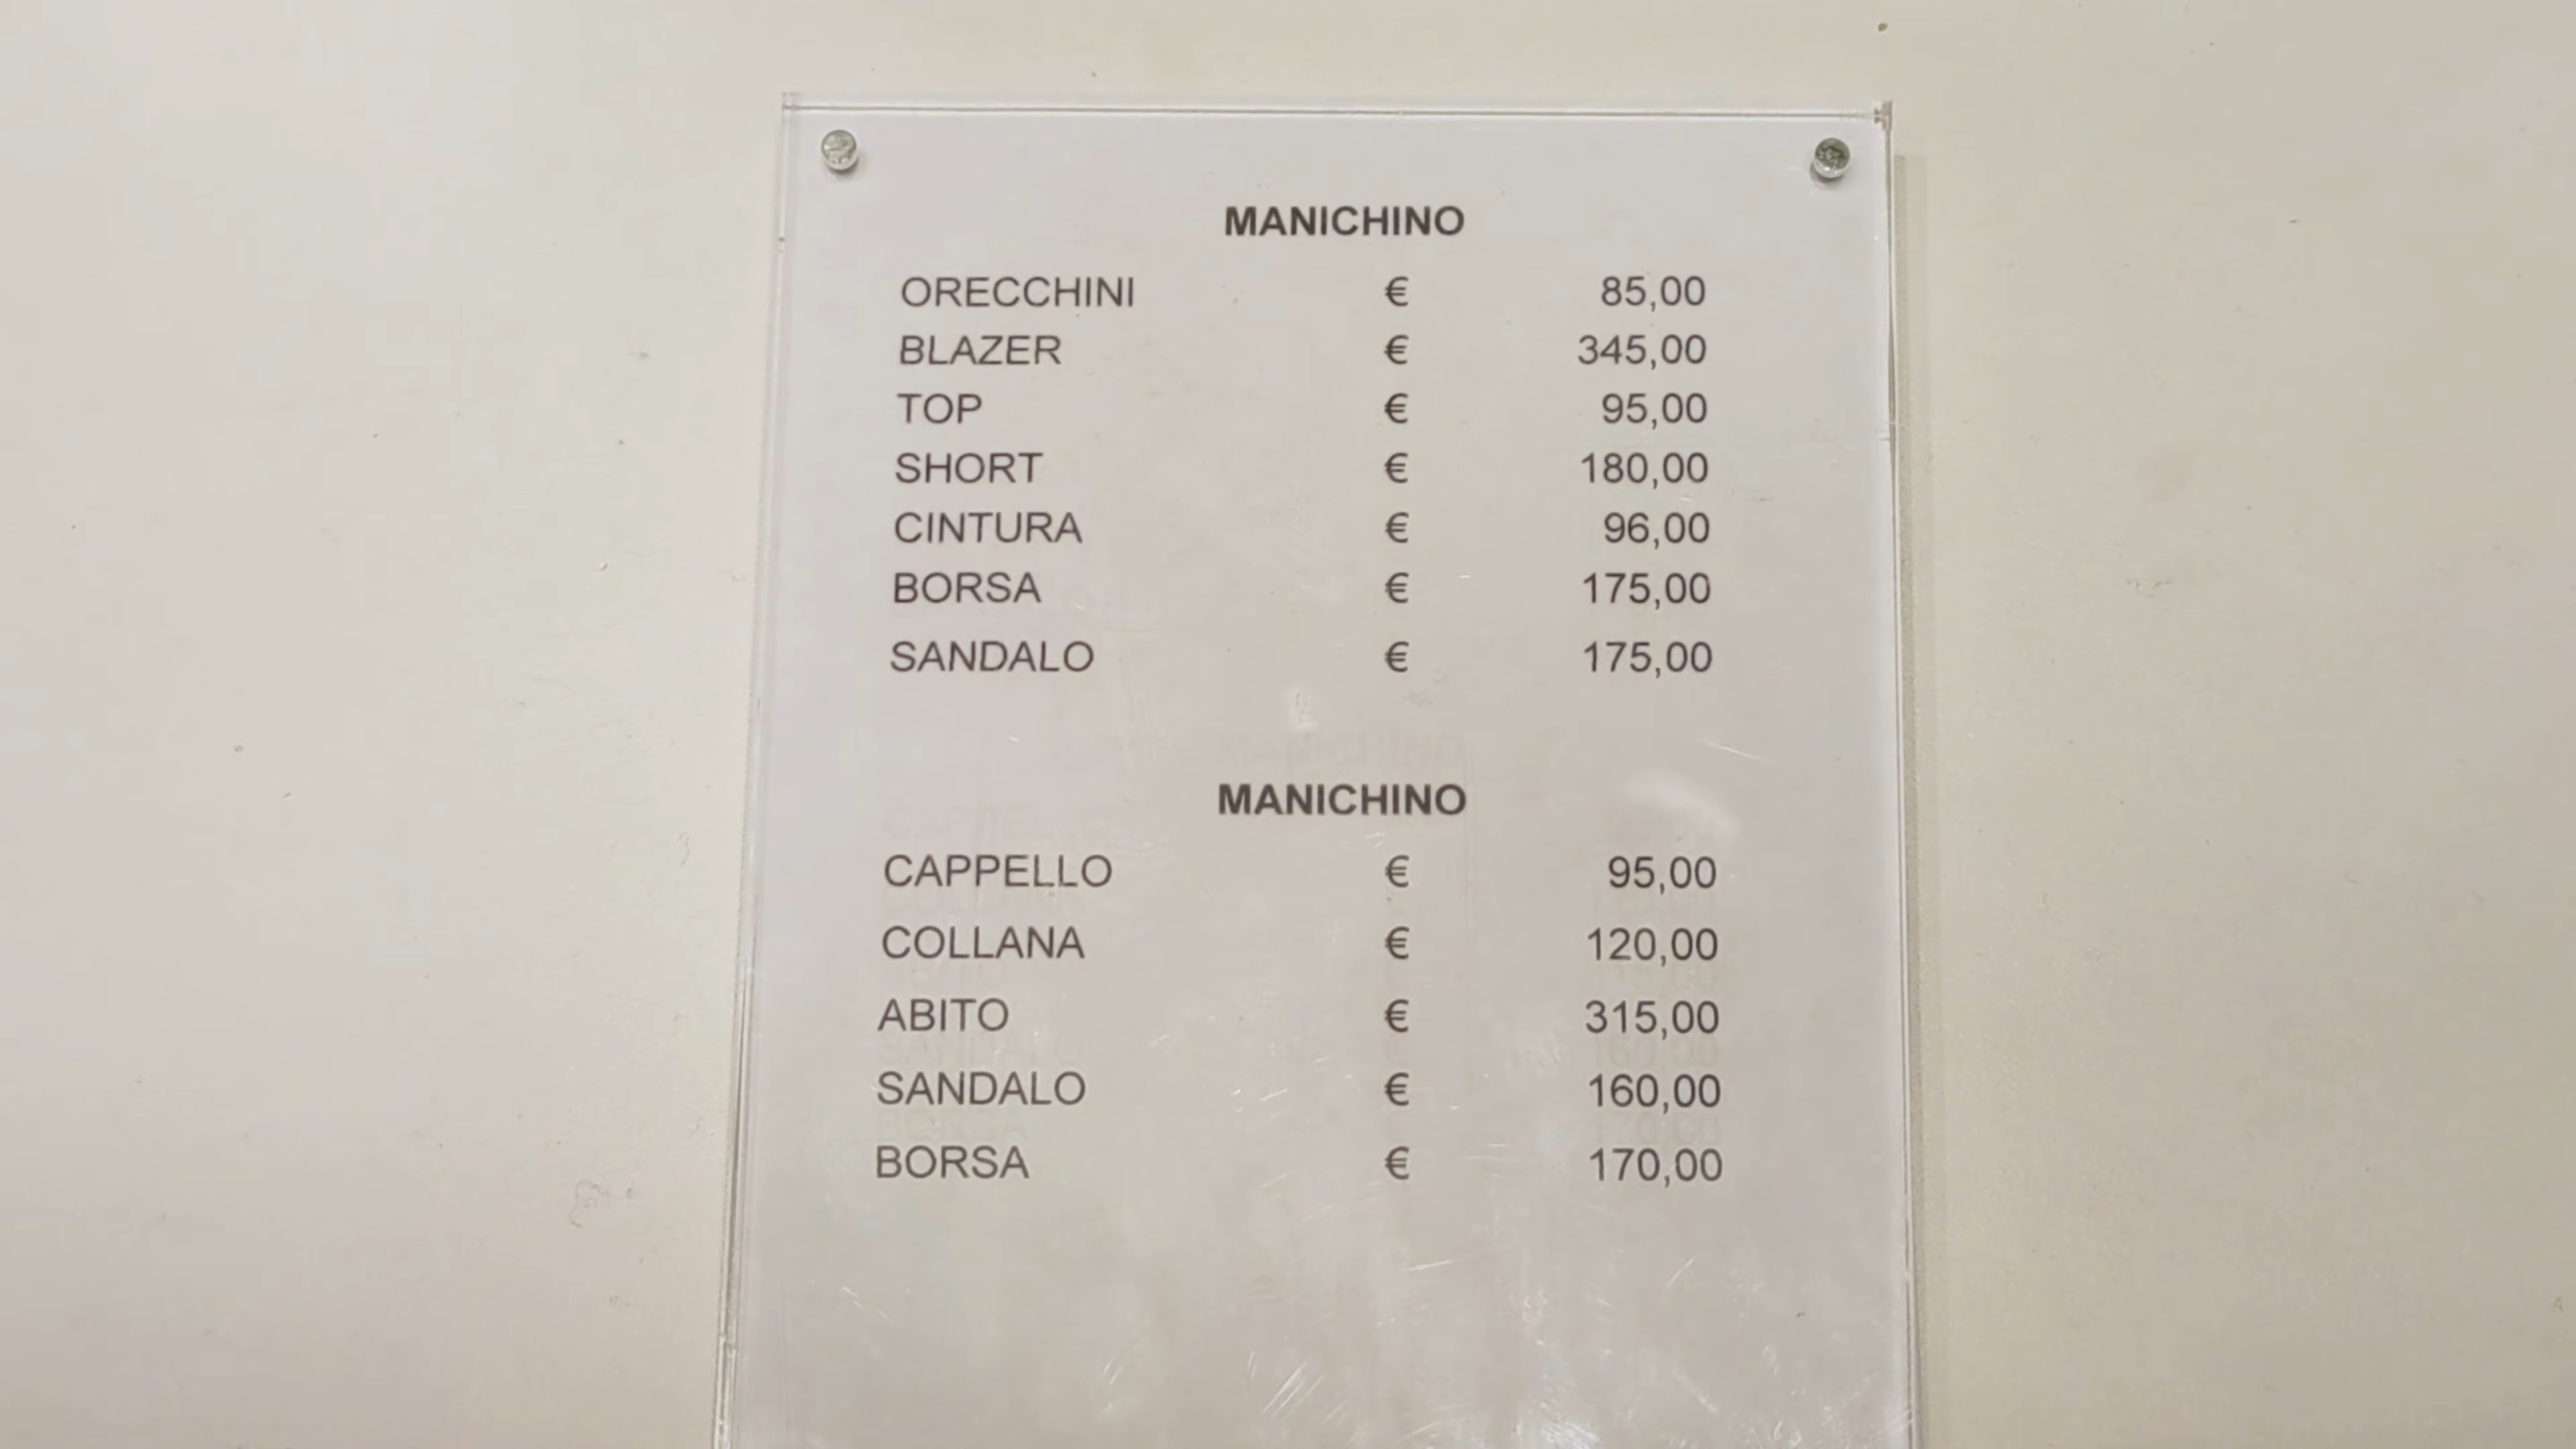 MANICHINO
ORECCHINI € 85,00
BLAZER € 345,00
TOP € 95,00
SHORT € 180,00
CINTURA € 96,00
BORSA € 175,00
SANDALO € 175,00
MANICHINO
CAPPELLO € 95,00
COLLANA € 120,00
ABITO € 315,00
SANDALO € 160,00
BORSA € 170,00